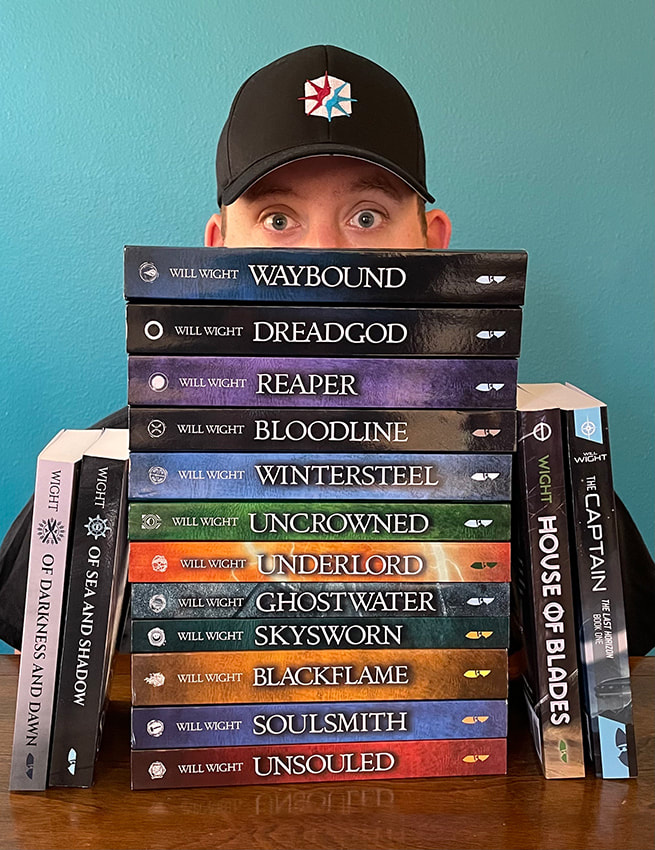 WILL WIGHT WAYBOUND
WILL WIGHT DREADGOD
WILL WIGHT REAPER
WILL WIGHT BLOODLINE
WILL WIGHT WINTERSTEEL
WILL WIGHT UNCROWNED
WILL WIGHT UNDERLORD
WILL WIGHT GHOSTWATER
WILL WIGHT SKYSWORN
WILL WIGHT BLACKFLAME
WILL WIGHT SOULSMITH
WILL WIGHT UNSOULED
WIGHT OF DARKNESS AND DAWN
WIGHT OF SEA AND SHADOW
WIGHT HOUSE OF BLADES
WILL
WIGHT
THE CAPTAIN
THE LAST HORIZON
BOOK ONE